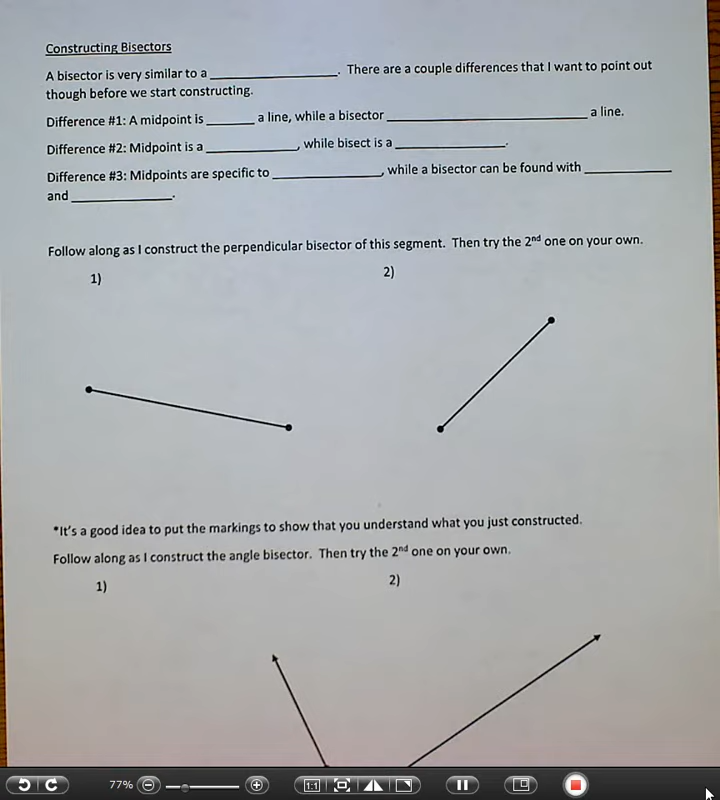 Constructing Bisectors
A bisector is very similar to a ____________________. There are a couple differences that I want to point out
though before we start constructing.
Difference #1: A midpoint is _______ a line, while a bisector ______________________________ a line.
Difference #2: Midpoint is a ______________, while bisect is a ________________.
Difference #3: Midpoints are specific to ________________, while a bisector can be found with _____________
and _______________.
Follow along as I construct the perpendicular bisector of this segment. Then try the 2nd one on your own.
1) 2)
*It's a good idea to put the markings to show that you understand what you just constructed.
Follow along as I construct the angle bisector. Then try the 2nd one on your own.
1) 2)
77% 1:1